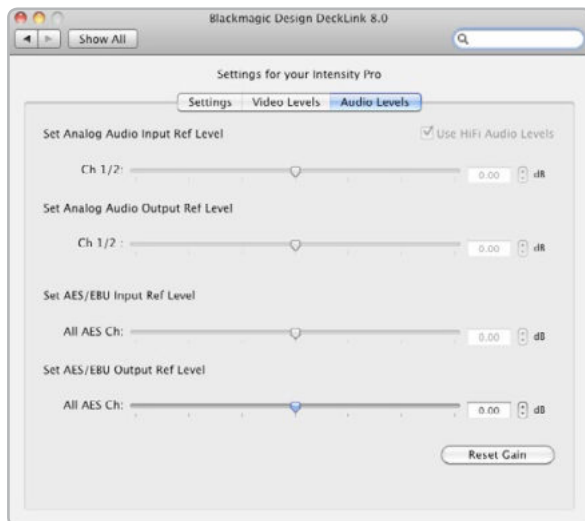 Blackmagic Design DeckLink 8.0
Show All
Settings for your Intensity Pro
Settings Video Levels Audio Levels
Set Analog Audio Input Ref Level Use HiFi Audio Levels
Ch 1/2: 0.00 dB
Set Analog Audio Output Ref Level
Ch 1/2 : 0.00 dB
Set AES/EBU Input Ref Level
All AES Ch: 0.00 dB
Set AES/EBU Output Ref Level
All AES Ch: 0.00 dB
Reset Gain